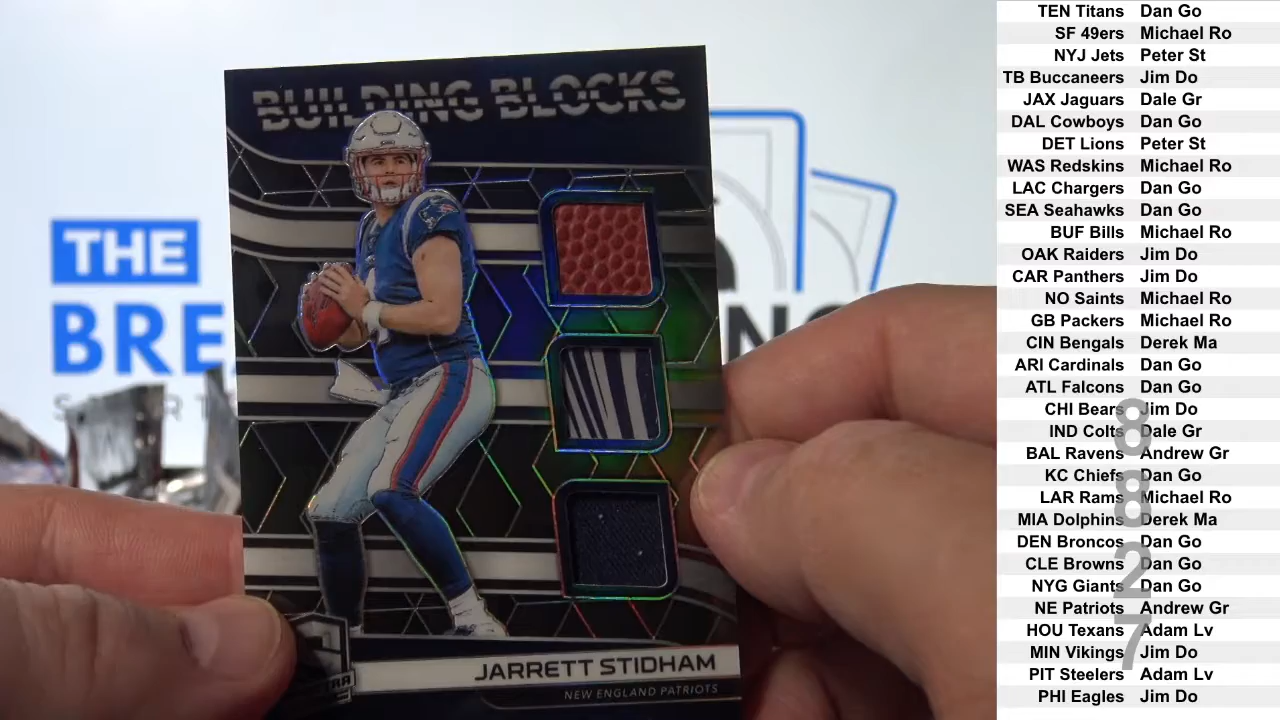 BUILDING BLOCKS
THE
BRE
JARRETT STIDHAM
NEW ENGLAND PATRIOTS
TEN Titans Dan Go
SF 49ers Michael Ro
NYJ Jets Peter St
TB Buccaneers Jim Do
JAX Jaguars Dale Gr
DAL Cowboys Dan Go
DET Lions Peter St
WAS Redskins Michael Ro
LAC Chargers Dan Go
SEA Seahawks Dan Go
BUF Bills Michael Ro
OAK Raiders Jim Do
CAR Panthers Jim Do
NO Saints Michael Ro
GB Packers Michael Ro
CIN Bengals Derek Ma
ARI Cardinals Dan Go
ATL Falcons Dan Go
CHI Bears Jim Do
IND Colts Dale Gr
BAL Ravens Andrew Gr
KC Chiefs Dan Go
LAR Rams Michael Ro
MIA Dolphins Derek Ma
DEN Broncos Dan Go
CLE Browns Dan Go
NYG Giants Dan Go
NE Patriots Andrew Gr
HOU Texans Adam Lv
MIN Vikings Jim Do
PIT Steelers Adam Lv
PHI Eagles Jim Do
8
8
2
7